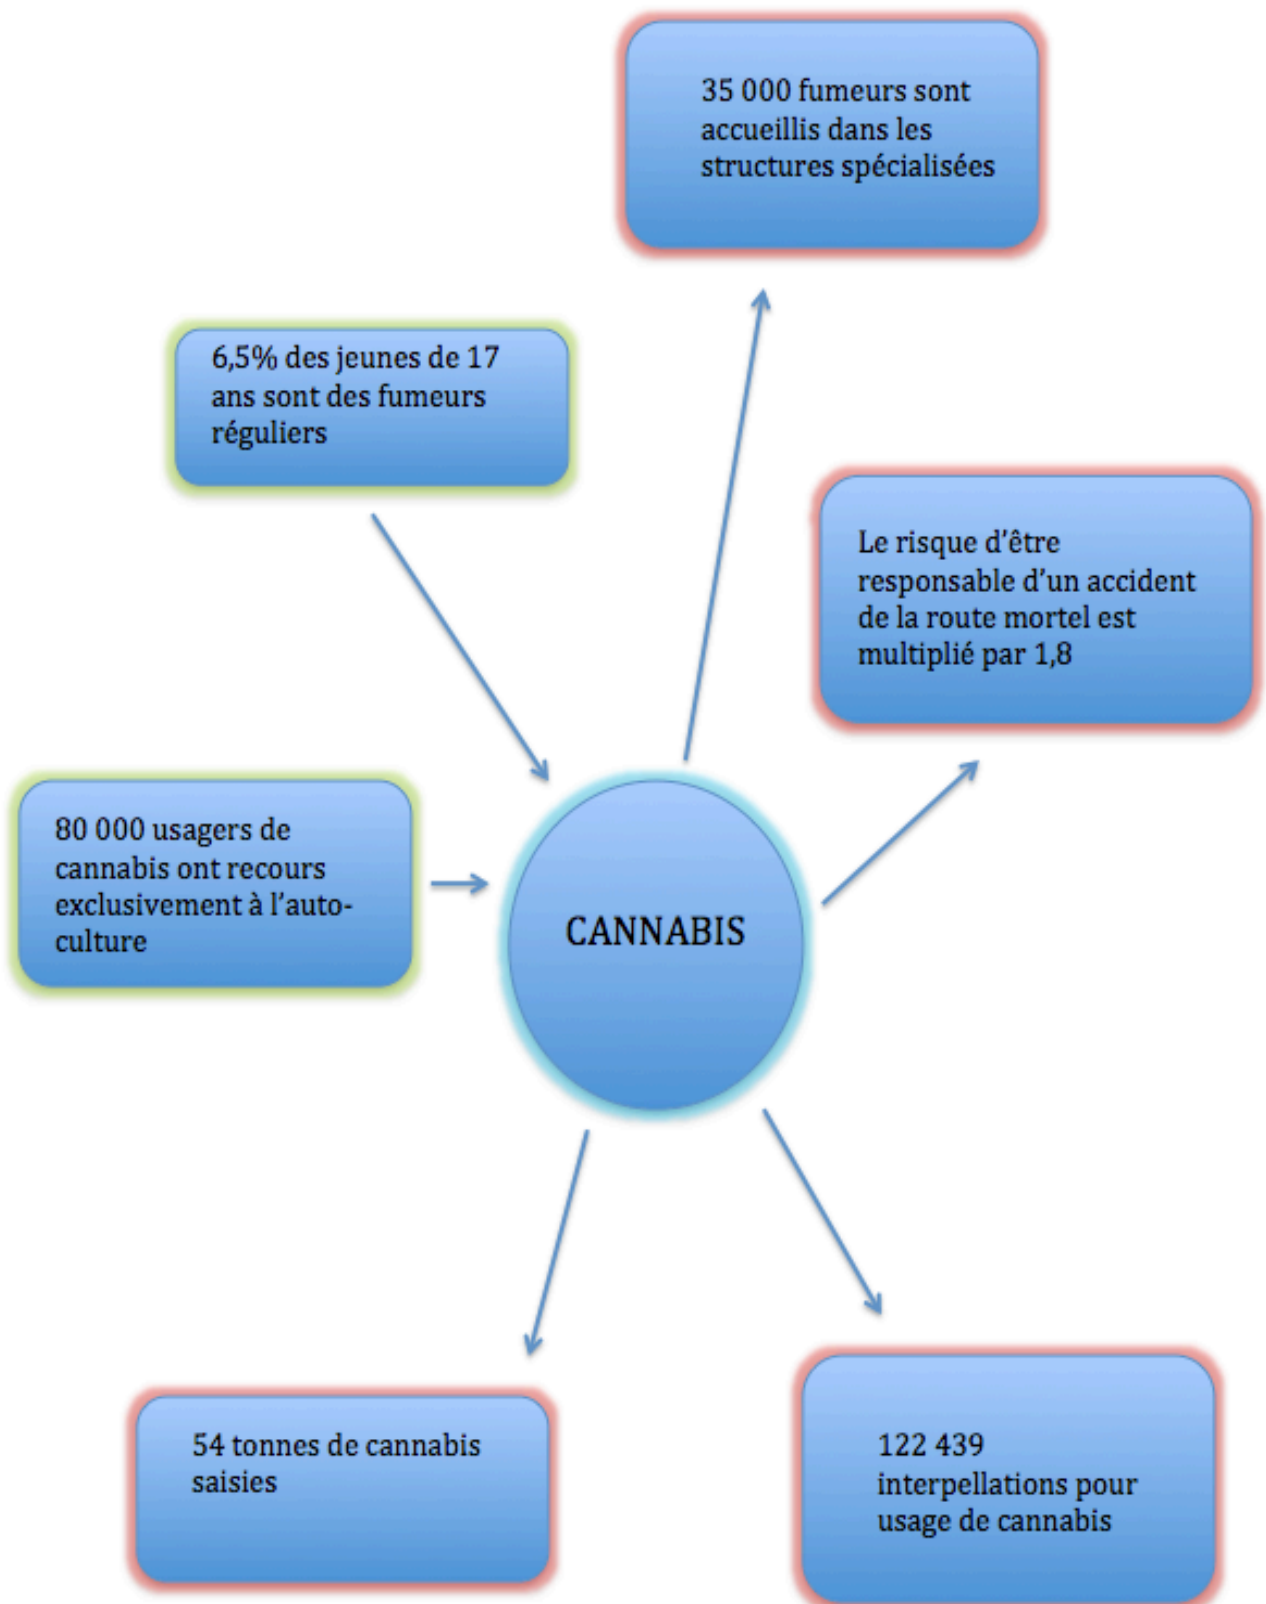 35 000 fumeurs sont
accueillis dans les
structures spécialisées
6,5% des jeunes de 17
ans sont des fumeurs
réguliers
Le risque d’être
responsable d’un accident
de la route mortel est
multiplié par 1,8
80 000 usagers de
cannabis ont recours
exclusivement à l’auto-
culture
CANNABIS
54 tonnes de cannabis
saisies
122 439
interpellations pour
usage de cannabis